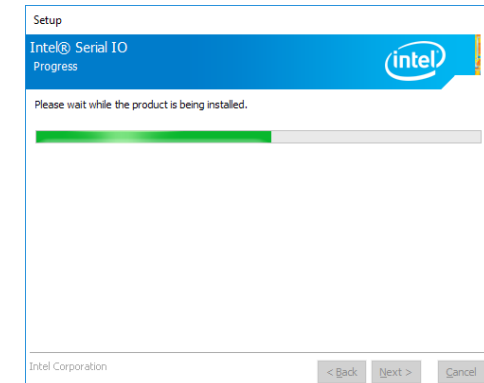 Setup
Intel® Serial IO
Progress
intel
Please wait while the product is being installed.
Intel Corporation
< Back Next > Cancel